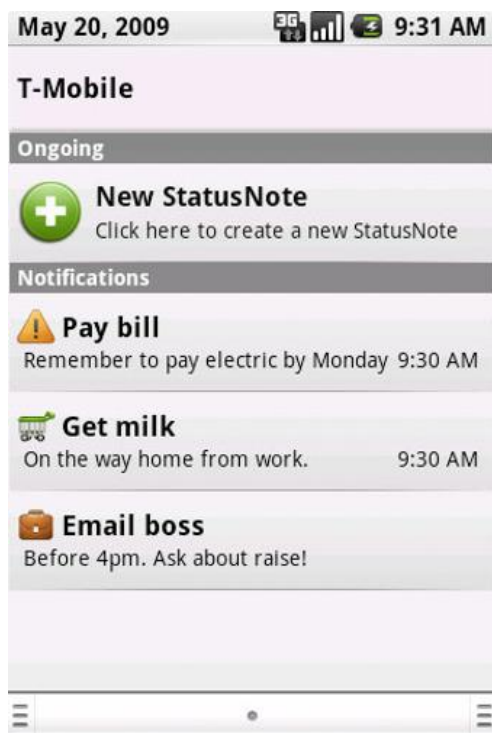 May 20, 2009 3G 9:31 AM
T-Mobile
Ongoing
New StatusNote
Click here to create a new StatusNote
Notifications
Pay bill
Remember to pay electric by Monday 9:30 AM
Get milk
On the way home from work. 9:30 AM
Email boss
Before 4pm. Ask about raise!